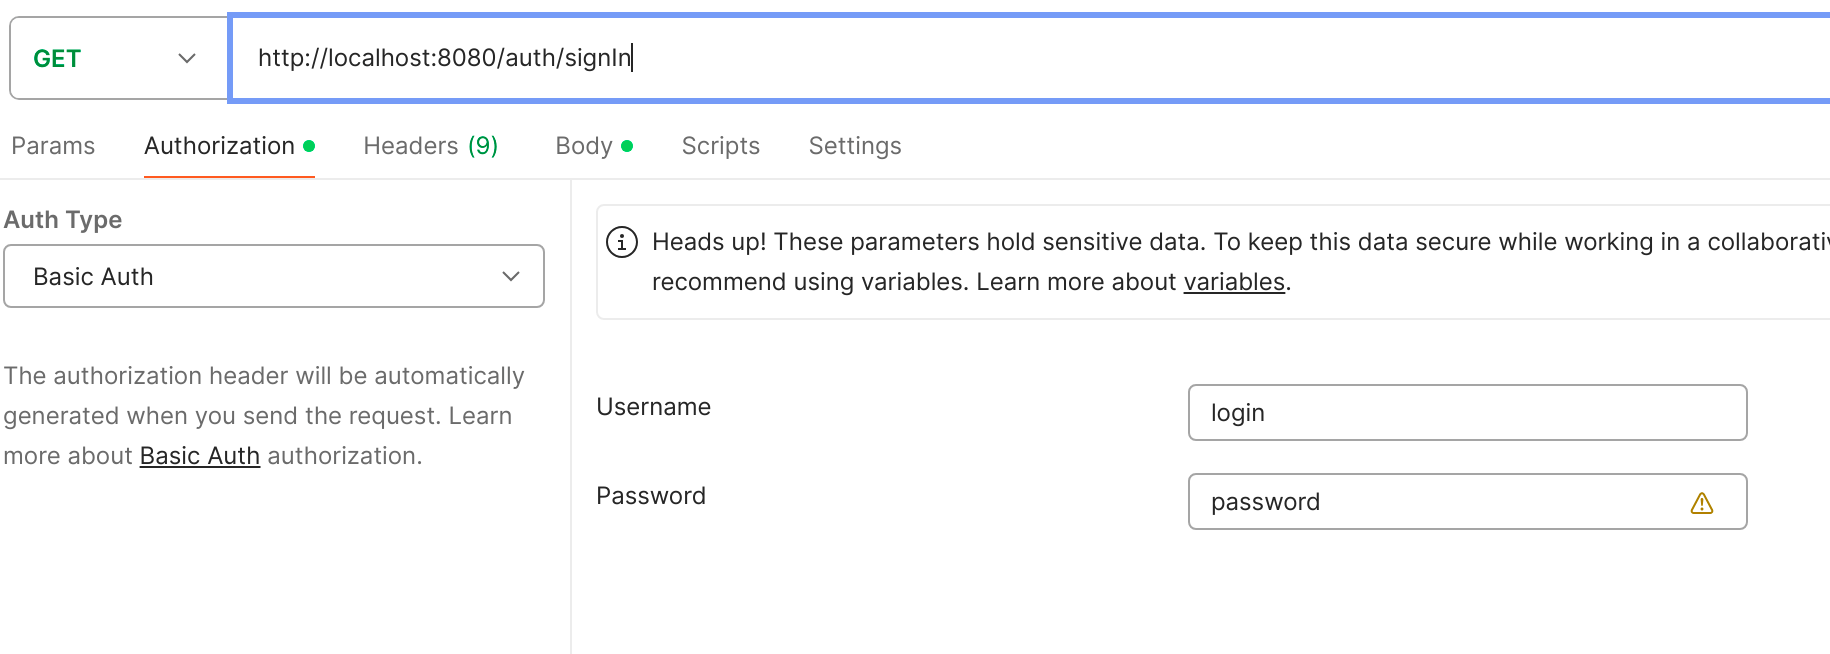 GET
http://localhost:8080/auth/signIn
Params Authorization Headers (9) Body Scripts Settings
Auth Type
Basic Auth
The authorization header will be automatically
generated when you send the request. Learn
more about Basic Auth authorization.
Heads up! These parameters hold sensitive data. To keep this data secure while working in a
recommend using variables. Learn more about variables.
Username
login
Password
password